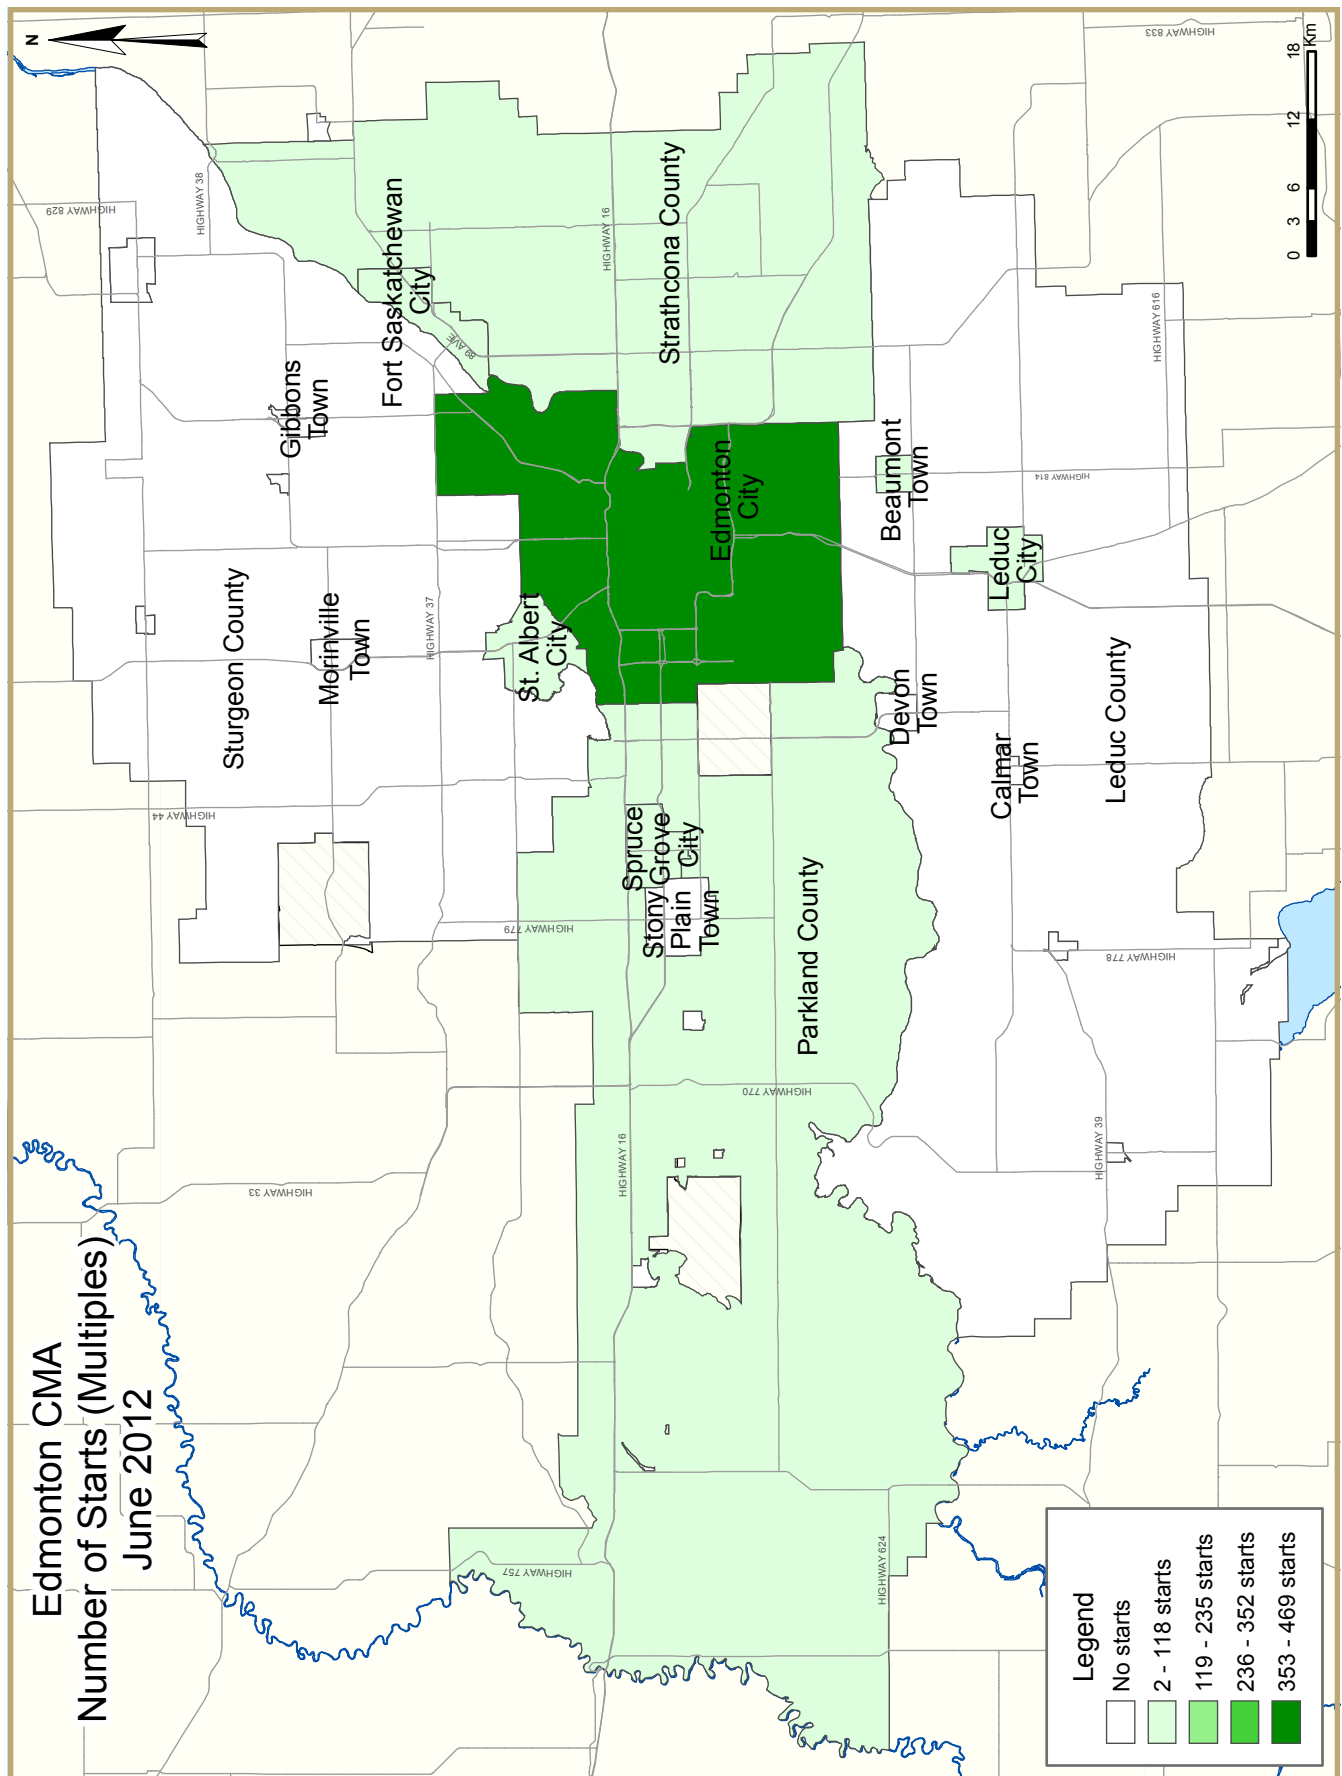 Edmonton CMA
Number of Starts (Multiples)
June 2012
N
HIGHWAY 829
HIGHWAY 38
HIGHWAY 833
Fort Saskatchewan
City
89 AVE
HIGHWAY 16
Strathcona County
Gibbons
Town
Sturgeon County
Morinville
Town
HIGHWAY 37
St. Albert
City
Edmonton
City
Beaumont
Town
HIGHWAY 814
HIGHWAY 616
Leduc
City
Devon
Town
Calmar
Town
Leduc County
HIGHWAY 44
HIGHWAY 779
Spruce
Grove
City
Stony
Plain
Town
Parkland County
HIGHWAY 770
HIGHWAY 778
HIGHWAY 39
HIGHWAY 33
HIGHWAY 16
HIGHWAY 757
HIGHWAY 624
Legend
No starts
2 - 118 starts
119 - 235 starts
236 - 352 starts
353 - 469 starts
0 3 6 12 18
Km